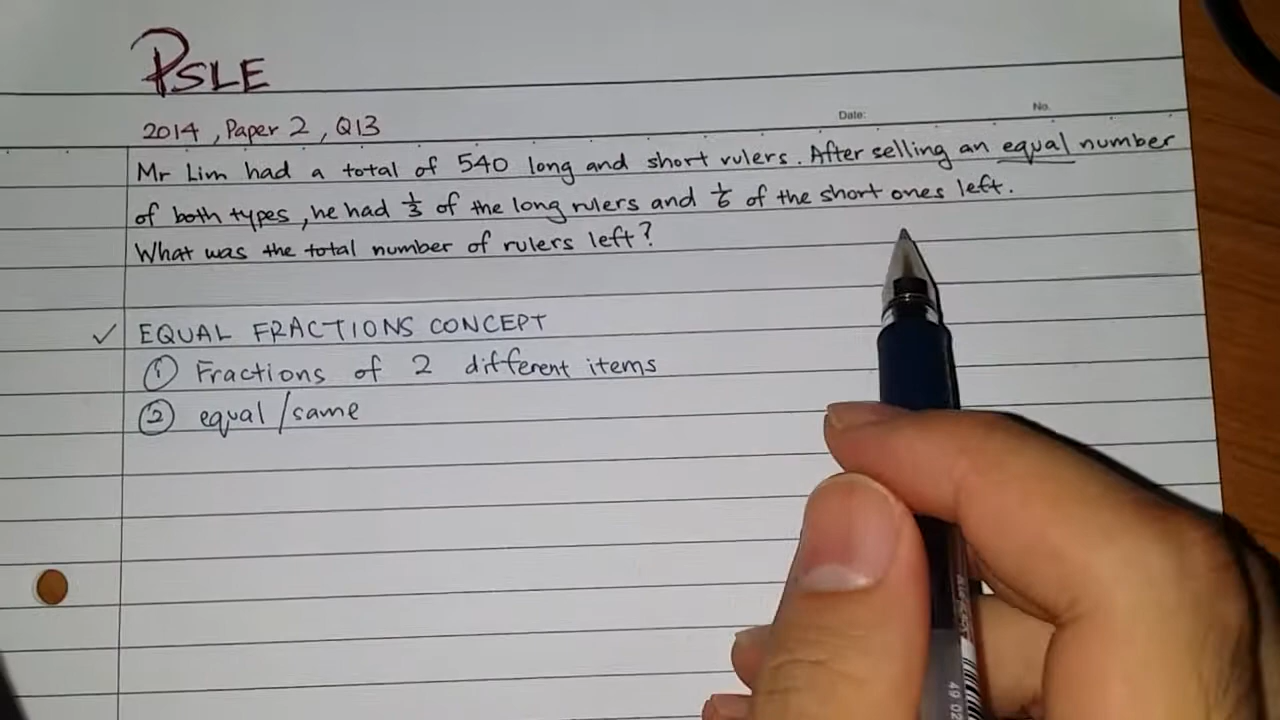 PSLE
Date: No.
2014, Paper 2, Q13
Mr Lim had a total of 540 long and short rulers. After selling an equal number
of both types, he had 1/3 of the long rulers and 1/6 of the short ones left.
What was the total number of rulers left?
✓ EQUAL FRACTIONS CONCEPT
① Fractions of 2 different items
② equal/same